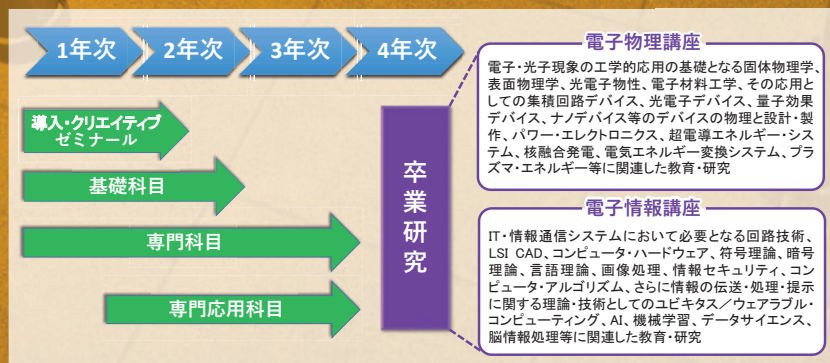 1年次 2年次 3年次 4年次
導入・クリエイティブ
ゼミナール
基礎科目
専門科目
専門応用科目
卒業研究
電子物理講座
電子・光子現象の工学的応用の基礎となる固体物理学、
表面物理学、光電子物性、電子材料工学、その応用と
しての集積回路デバイス、光電子デバイス、量子効果
デバイス、ナノデバイス等のデバイスの物理と設計・製
作、パワー・エレクトロニクス、超電導エネルギー・シス
テム、核融合発電、電気エネルギー変換システム、プラ
ズマ・エネルギー等に関連した教育・研究
電子情報講座
IT・情報通信システムにおいて必要となる回路技術、
LSI CAD、コンピュータ・ハードウェア、符号理論、暗号
理論、言語理論、画像処理、情報セキュリティ、コン
ピュータ・アルゴリズム、さらに情報の伝送・処理・提示
に関する理論・技術としてのユビキタス／ウェアラブル・
コンピューティング、AI、機械学習、データサイエンス、
脳情報処理等に関連した教育・研究